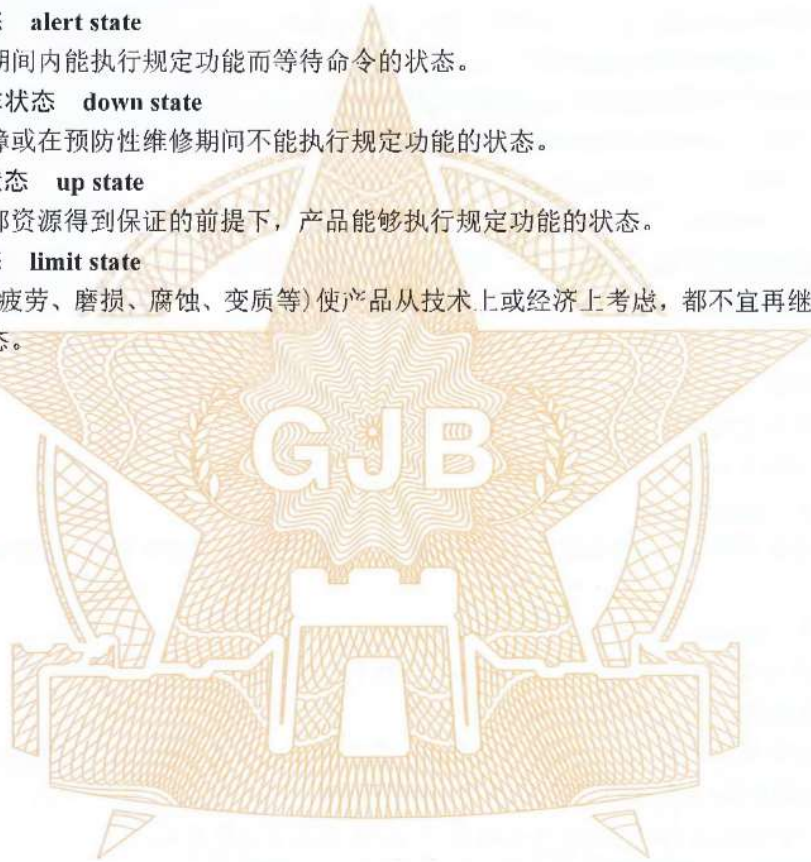 alert state
期间内能执行规定功能而等待命令的状态。
状态 down state
障或在预防性维修期间不能执行规定功能的状态。
态 up state
部资源得到保证的前提下，产品能够执行规定功能的状态。
limit state
疲劳、磨损、腐蚀、变质等)使产品从技术上或经济上考虑，都不宜再继
态。
GJB